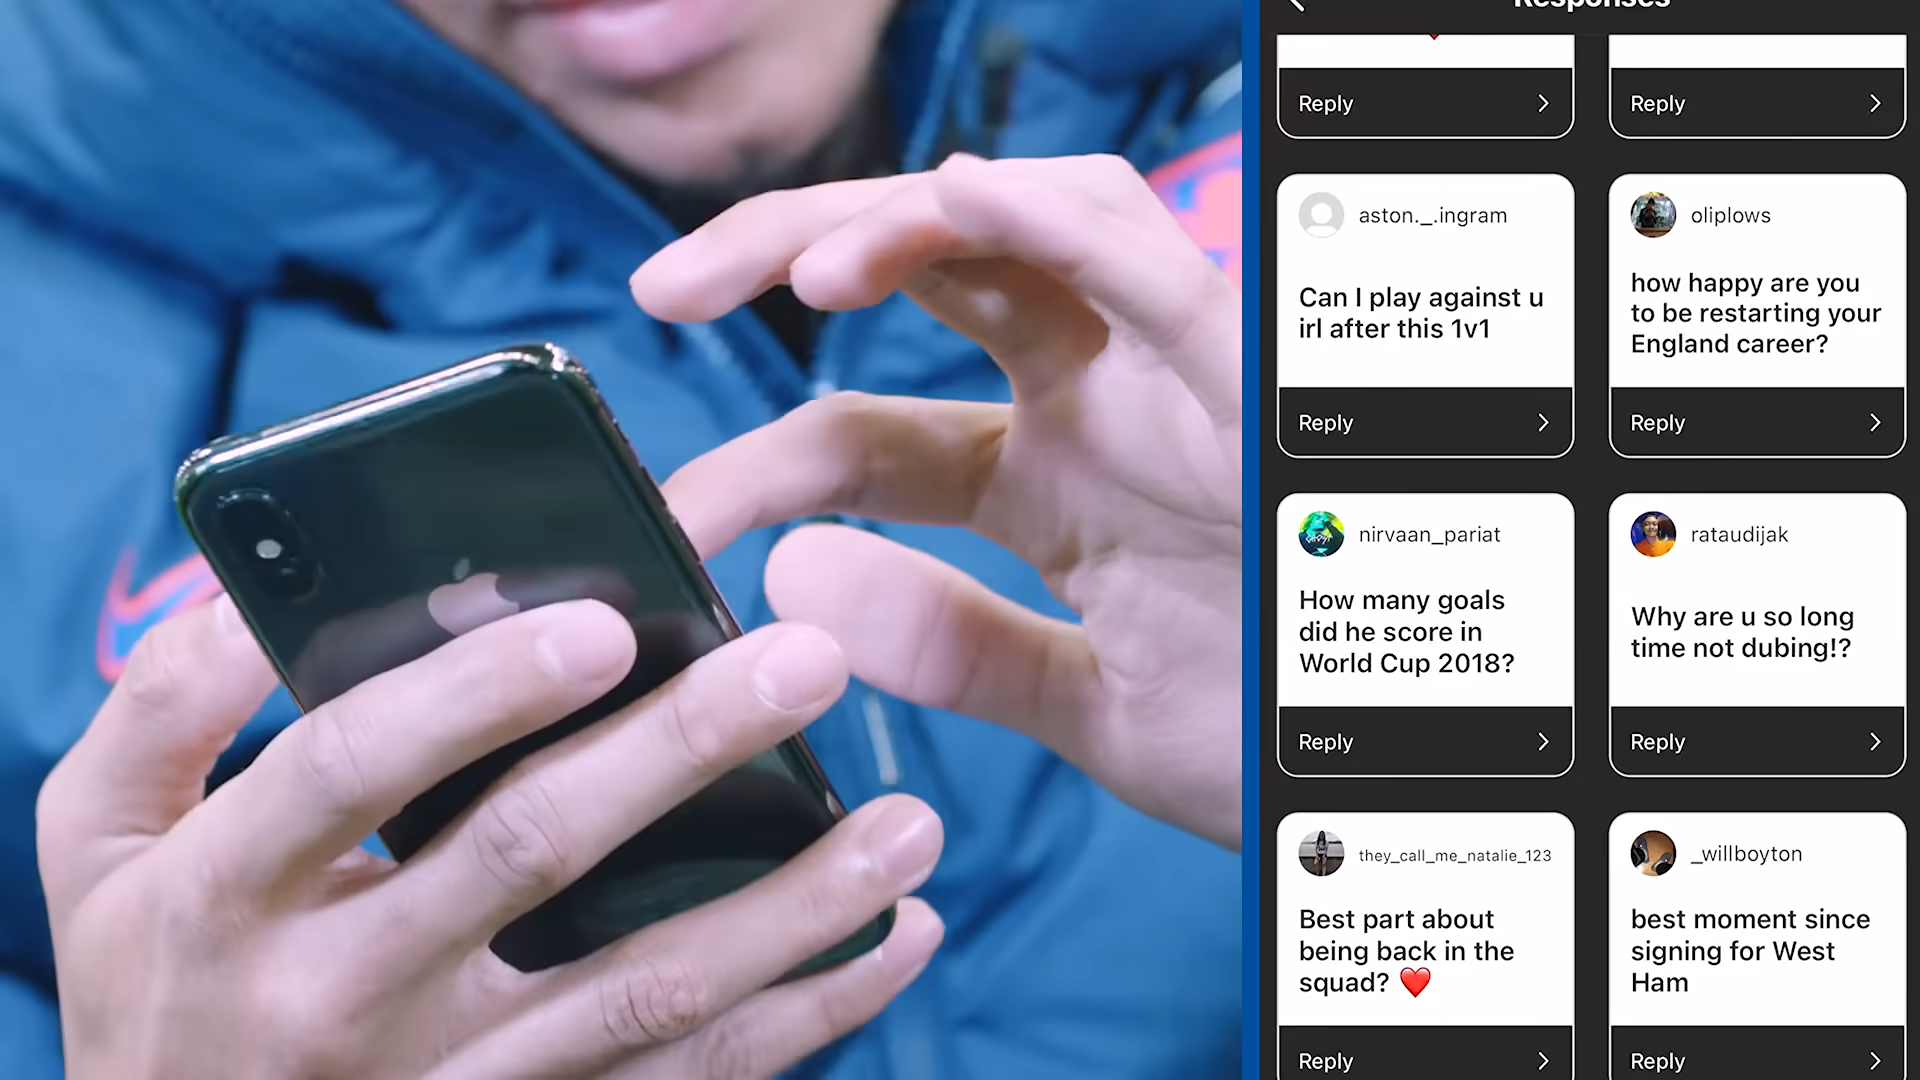 Responses
Reply
Reply
aston._.ingram
Can I play against u
irl after this 1v1
Reply
oliplows
how happy are you
to be restarting your
England career?
Reply
nirvaan_pariat
How many goals
did he score in
World Cup 2018?
Reply
rataudijak
Why are u so long
time not dubing!?
Reply
they_call_me_natalie_123
Best part about
being back in the
squad? ❤️
Reply
_willboyton
best moment since
signing for West
Ham
Reply